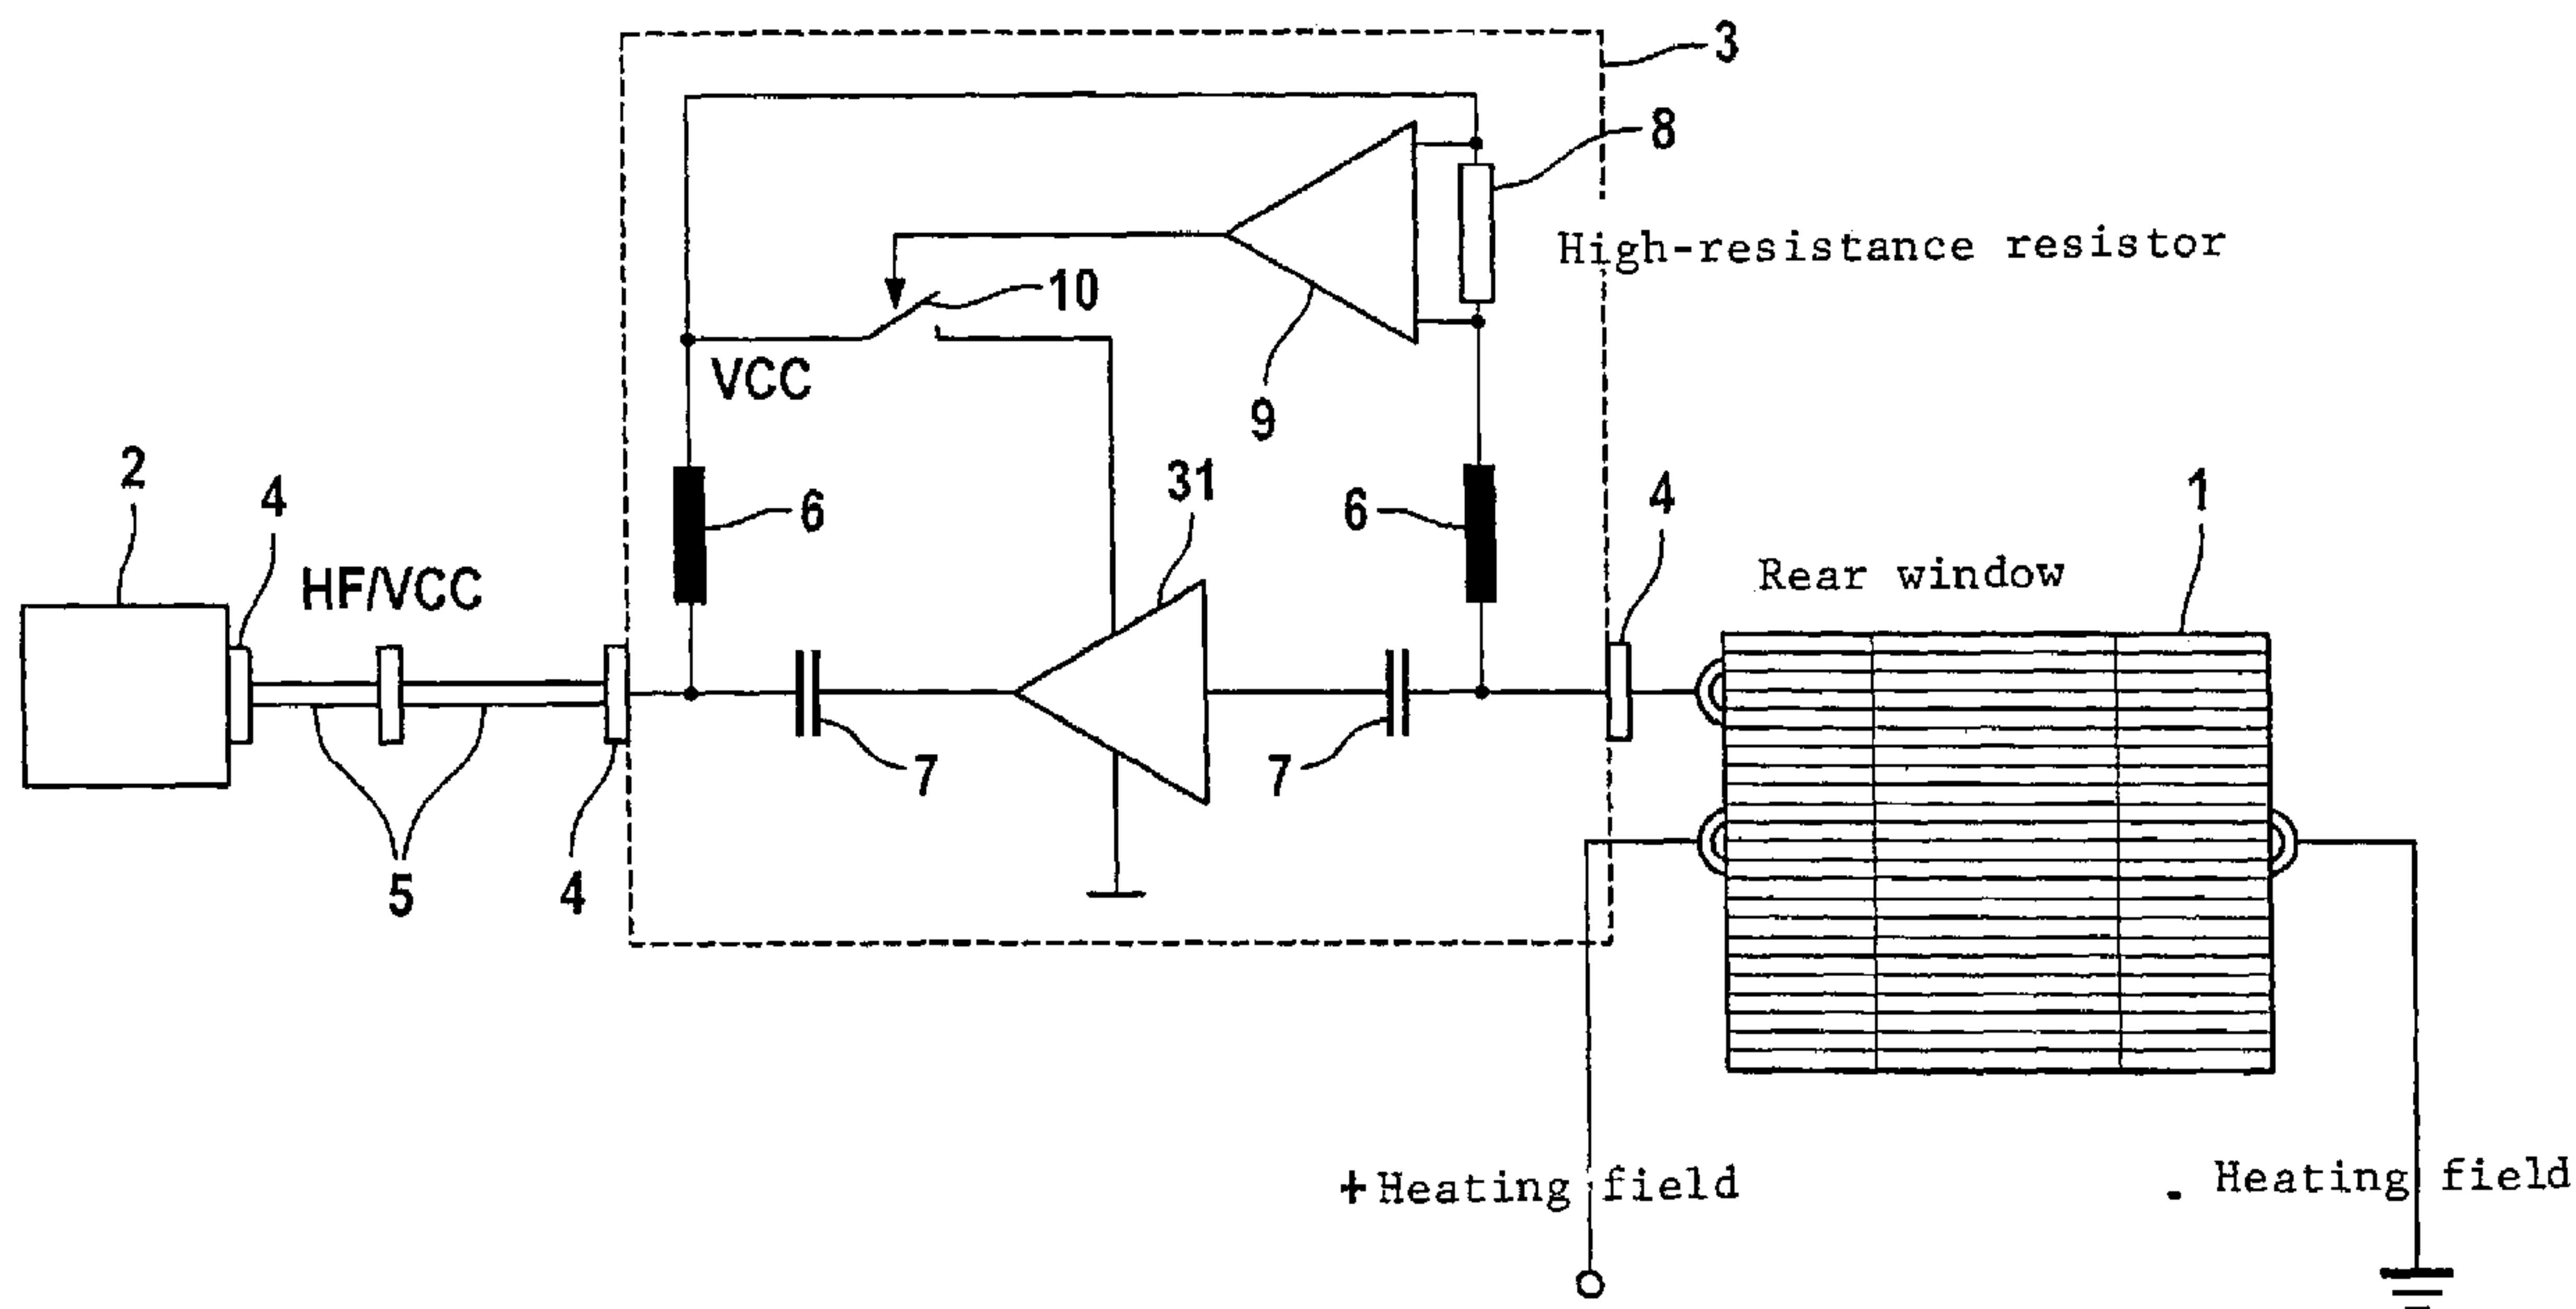 3
8
High-resistance resistor
10
VCC
9
2
4
HF/VCC
6
31
6
4
1
Rear window
7
7
5
4
+ Heating field
- Heating field